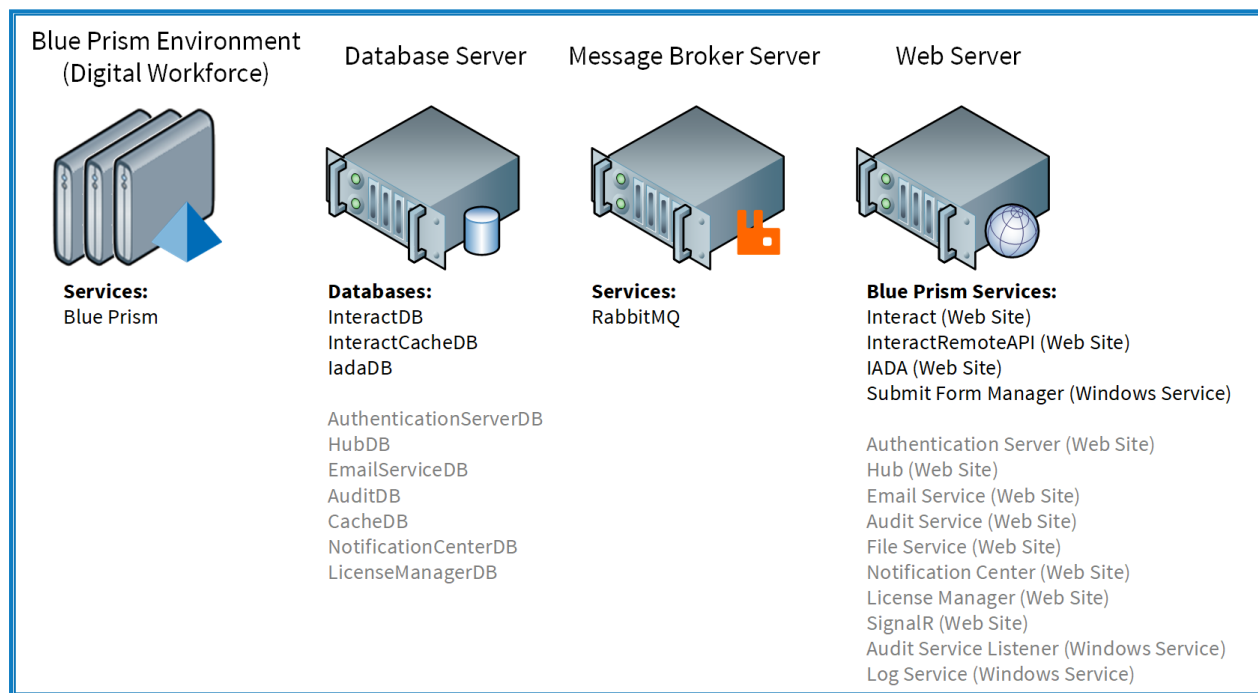 Blue Prism Environment
(Digital Workforce)
Database Server
Message Broker Server
Web Server
Services:
Blue Prism
Databases:
InteractDB
InteractCacheDB
IadaDB
AuthenticationServerDB
HubDB
EmailServiceDB
AuditDB
CacheDB
NotificationCenterDB
LicenseManagerDB
Services:
RabbitMQ
Blue Prism Services:
Interact (Web Site)
InteractRemoteAPI (Web Site)
IADA (Web Site)
Submit Form Manager (Windows Service)
Authentication Server (Web Site)
Hub (Web Site)
Email Service (Web Site)
Audit Service (Web Site)
File Service (Web Site)
Notification Center (Web Site)
License Manager (Web Site)
SignalR (Web Site)
Audit Service Listener (Windows Service)
Log Service (Windows Service)